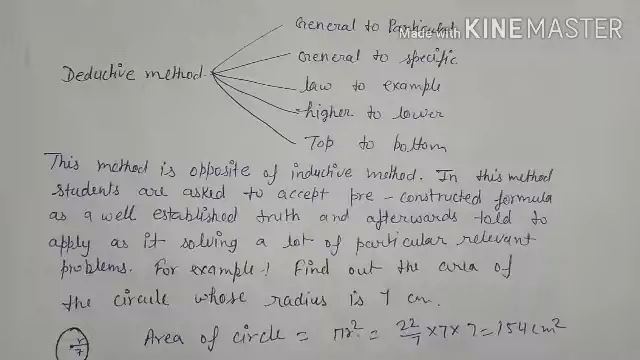 General to Particular
Made with KINEMASTER
General to specific
Deductive method
law to example
higher to lower
Top to bottom
This method is opposite of inductive method. In this method
students are asked to accept pre-constructed formula
as a well established truth and afterwards told to
apply as it solving a lot of particular relevant
problems. For example! Find out the area of
the circule whose radius is 7 cm.
Area of circle = πr² = 22/7 ×7×7=154cm²
r
7